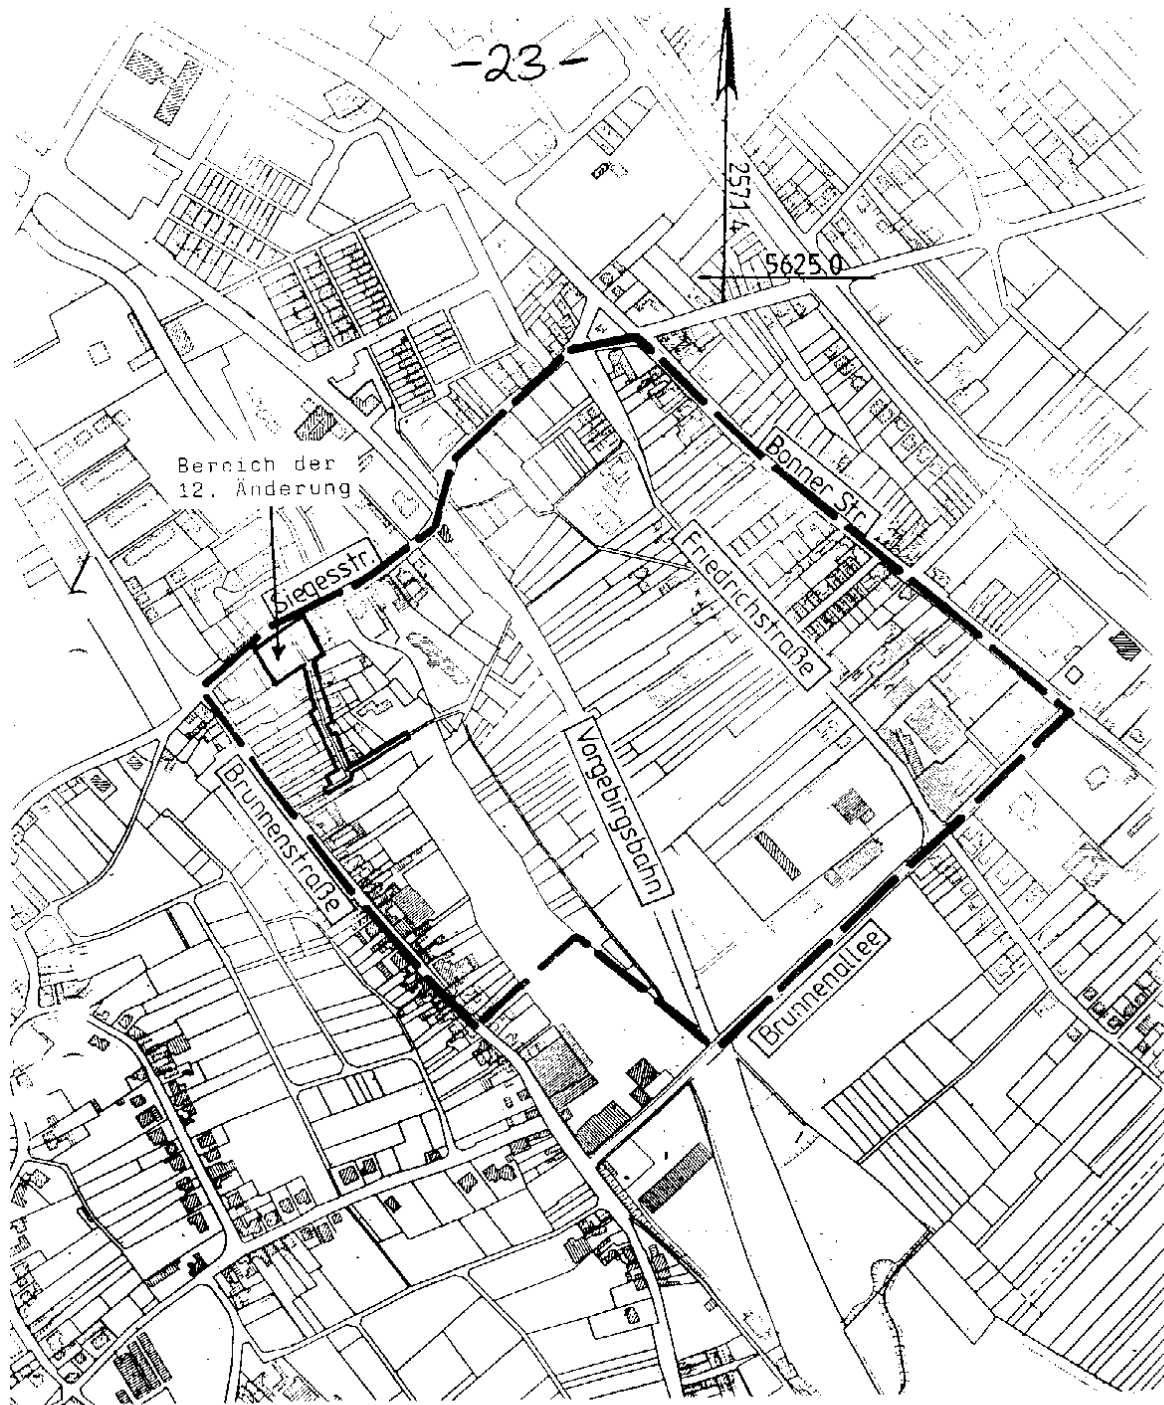 -23-
2571.4
5625.0
Bereich der
12. Änderung
Siegesstr.
Bonner Str.
Friedrichstraße
Vorgebirgsbahn
Brunnenstraße
Brunnenallee